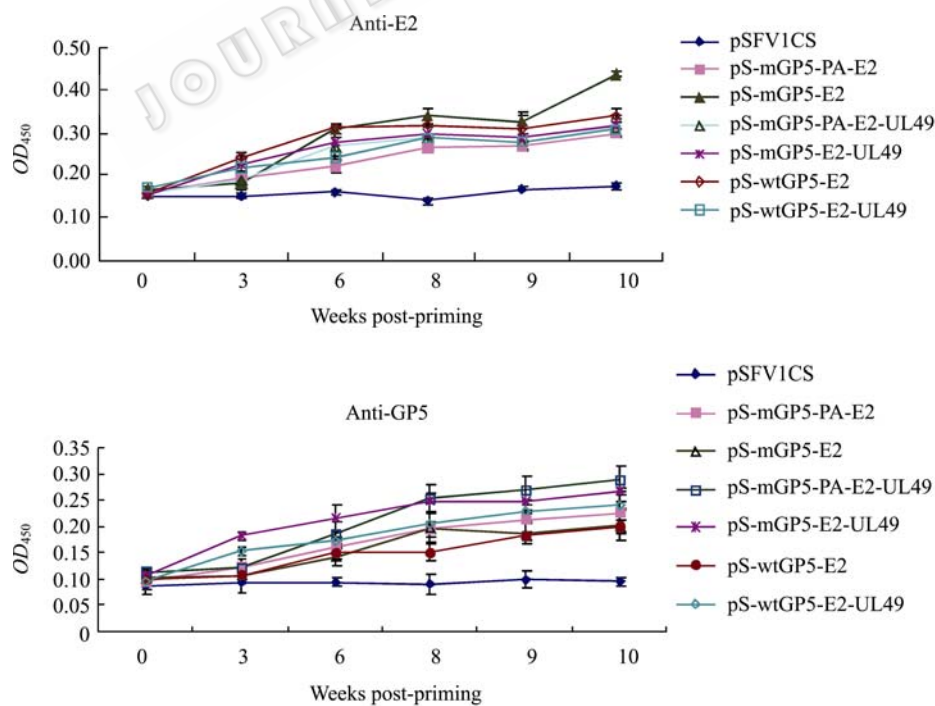 JOURN
Anti-E2
0.50
0.40
0.30
0.20
0.10
0.00
OD450
0 3 6 8 9 10
Weeks post-priming
pSFV1CS
pS-mGP5-PA-E2
pS-mGP5-E2
pS-mGP5-PA-E2-UL49
pS-mGP5-E2-UL49
pS-wtGP5-E2
pS-wtGP5-E2-UL49
Anti-GP5
0.35
0.30
0.25
0.20
0.15
0.10
0.05
0
OD450
0 3 6 8 9 10
Weeks post-priming
pSFV1CS
pS-mGP5-PA-E2
pS-mGP5-E2
pS-mGP5-PA-E2-UL49
pS-mGP5-E2-UL49
pS-wtGP5-E2
pS-wtGP5-E2-UL49